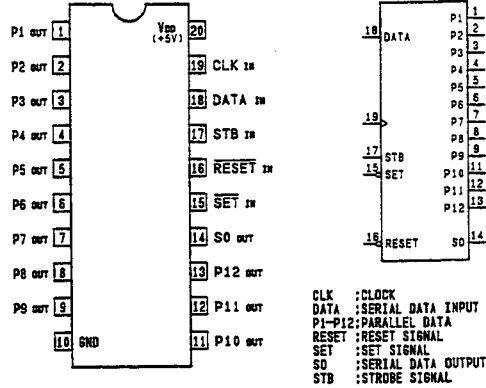 P1 OUT 1 VDD (+5V) 20
P2 OUT 2 19 CLK IN
P3 OUT 3 18 DATA IN
P4 OUT 4 17 STB IN
P5 OUT 5 16 RESET IN
P6 OUT 6 15 SET IN
P7 OUT 7 14 SO OUT
P8 OUT 8 13 P12 OUT
P9 OUT 9 12 P11 OUT
10 GND 11 P10 OUT
P1 1
18 DATA P2 2
P3 3
P4 4
P5 5
P6 6
19 P7 7
P8 8
17 STB P9 9
15 SET P10 11
P11 12
P12 13
16 RESET SO 14
CLK :CLOCK
DATA :SERIAL DATA INPUT
P1-P12:PARALLEL DATA
RESET :RESET SIGNAL
SET :SET SIGNAL
SO :SERIAL DATA OUTPUT
STB :STROBE SIGNAL